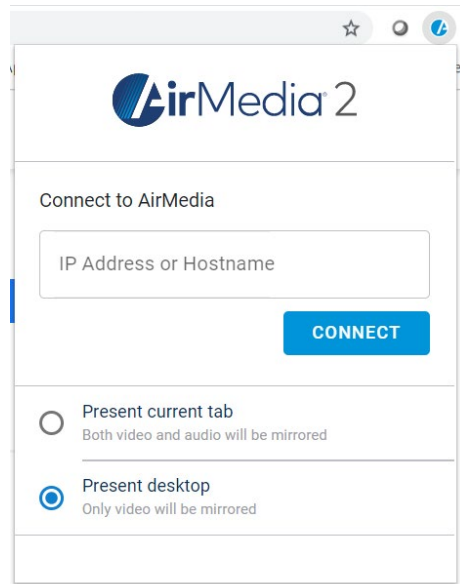 AirMedia® 2
Connect to AirMedia
IP Address or Hostname
CONNECT
Present current tab
Both video and audio will be mirrored
Present desktop
Only video will be mirrored